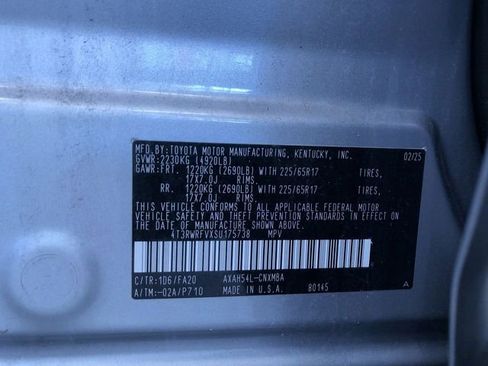 MFD.BY:TOYOTA MOTOR MANUFACTURING, KENTUCKY, INC. 02/25
GVWR:2230KG (4920LB)
GAWR:FRT. 1220KG (2690LB) WITH 225/65R17 TIRES,
17X7.0J RIMS.
RR. 1220KG (2690LB) WITH 225/65R17 TIRES,
17X7.0J RIMS.
THIS VEHICLE CONFORMS TO ALL APPLICABLE FEDERAL MOTOR
VEHICLE SAFETY AND THEFT PREVENTION STANDARDS IN EFFECT
ON THE DATE OF MANUFACTURE SHOWN ABOVE.
4T3RWRFVXSU175738 MPV
C/TR:1D6/FA20 AXAH54L-CNXMBA
A/TM:-02A/P710 MADE IN U.S.A. 80145 A